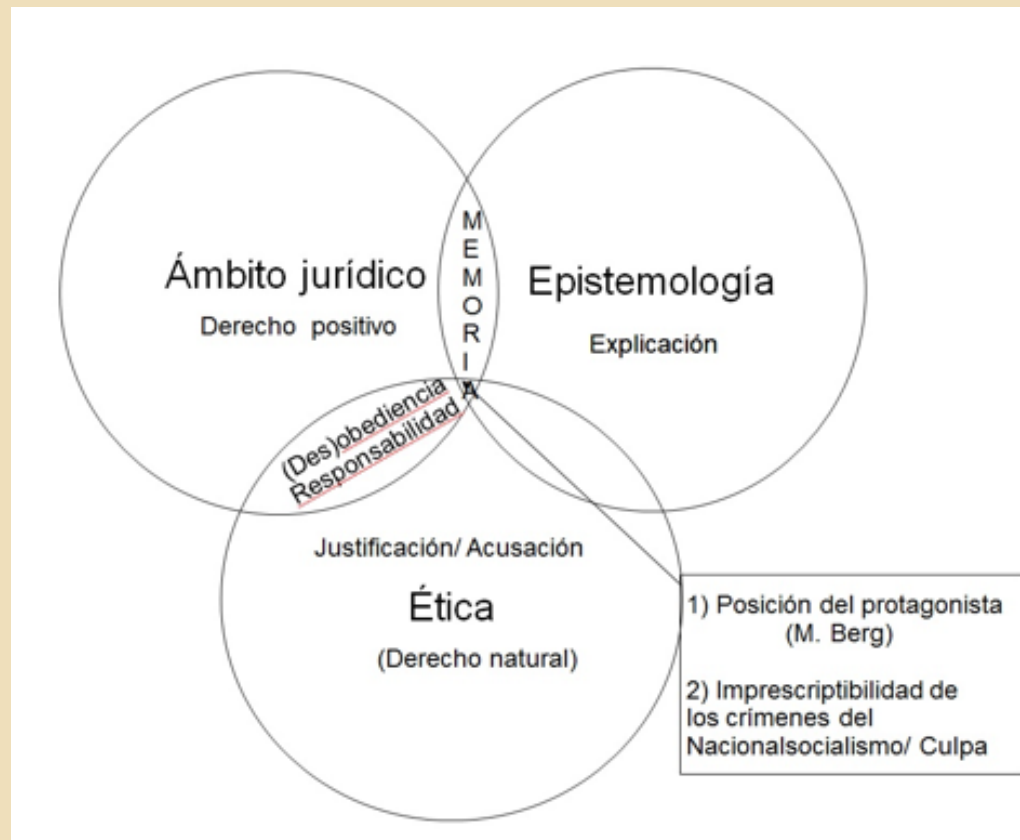 MEMORIA
Ámbito jurídico
Derecho positivo
Epistemología
Explicación
(Des)obediencia
Responsabilidad
Justificación/ Acusación
Ética
(Derecho natural)
1) Posición del protagonista
(M. Berg)
2) Imprescriptibilidad de
los crímenes del
Nacionalsocialismo/ Culpa